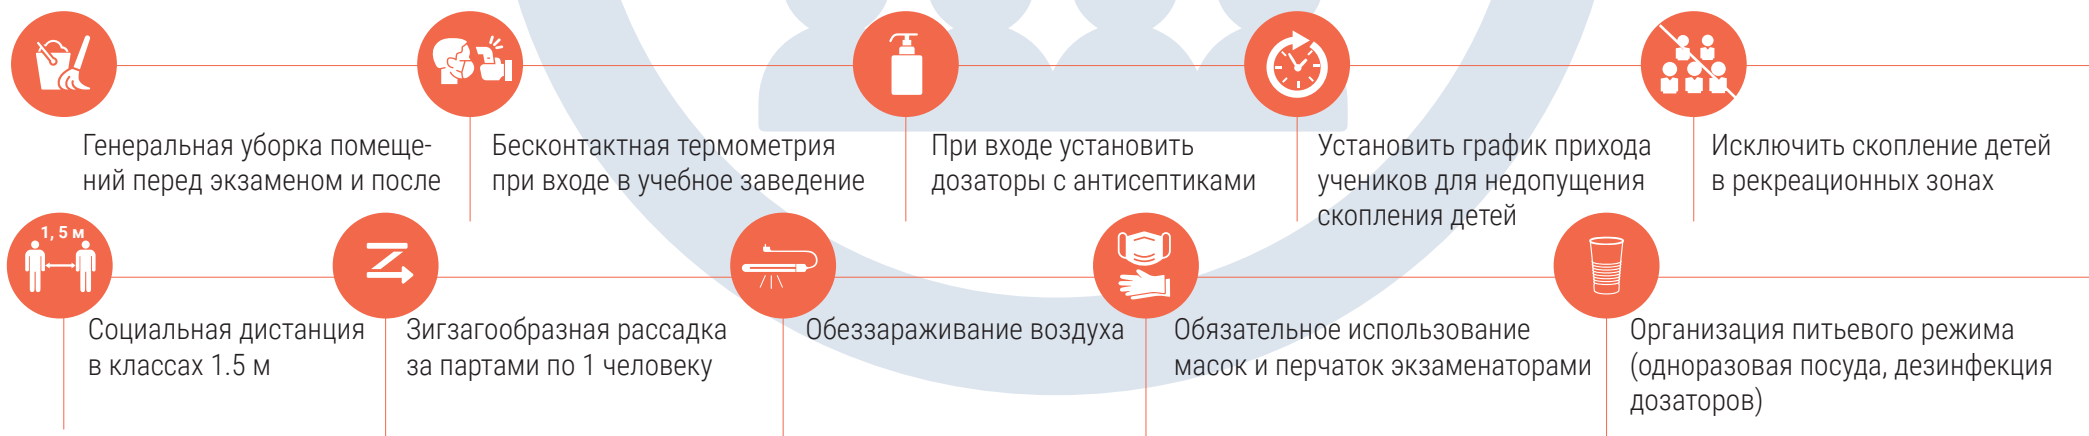 Генеральная уборка помеще-
ний перед экзаменом и после
Бесконтактная термометрия
при входе в учебное заведение
При входе установить
дозаторы с антисептиками
Установить график прихода
учеников для недопущения
скопления детей
Исключить скопление детей
в рекреационных зонах
1, 5 м
Социальная дистанция
в классах 1.5 м
Зигзагообразная рассадка
за партами по 1 человеку
Обеззараживание воздуха
Обязательное использование
масок и перчаток экзаменаторами
Организация питьевого режима
(одноразовая посуда, дезинфекция
дозаторов)